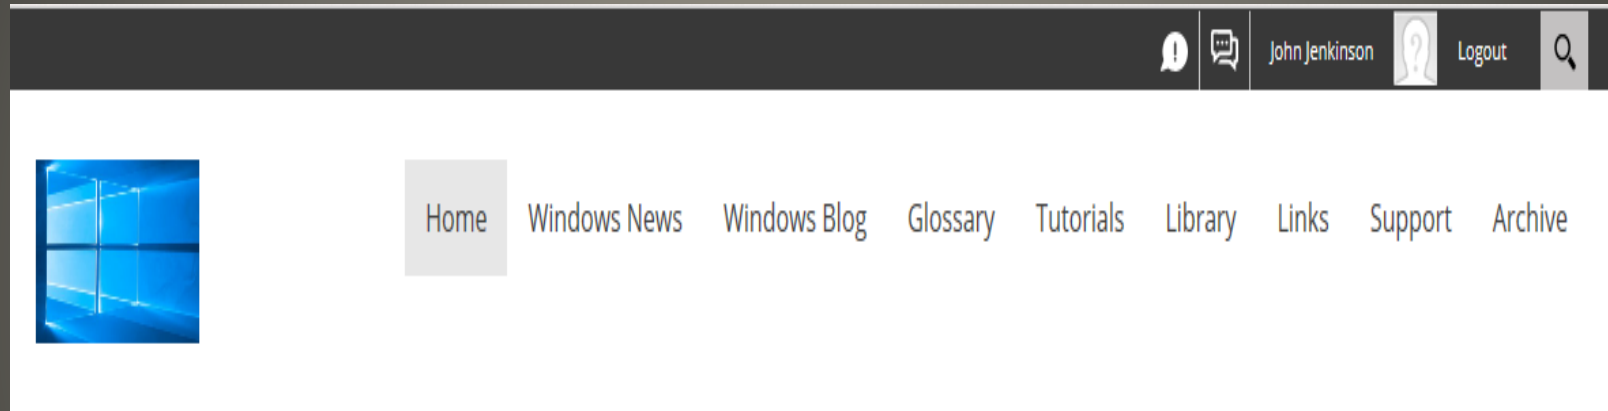 John Jenkinson Logout
Home Windows News Windows Blog Glossary Tutorials Library Links Support Archive